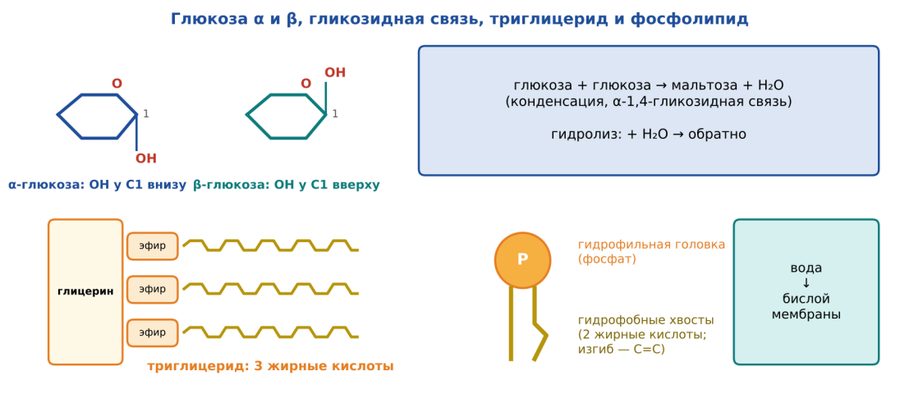 Глюкоза α и β, гликозидная связь, триглицерид и фосфолипид
O
1
OH
α-глюкоза: OH у C1 внизу
OH
O
1
β-глюкоза: OH у C1 вверху
глюкоза + глюкоза → мальтоза + H₂O
(конденсация, α-1,4-гликозидная связь)
гидролиз: + H₂O → обратно
глицерин
эфир
эфир
эфир
триглицерид: 3 жирные кислоты
P
гидрофильная головка
(фосфат)
гидрофобные хвосты
(2 жирные кислоты;
изгиб — C=C)
вода
↓
бислой
мембраны